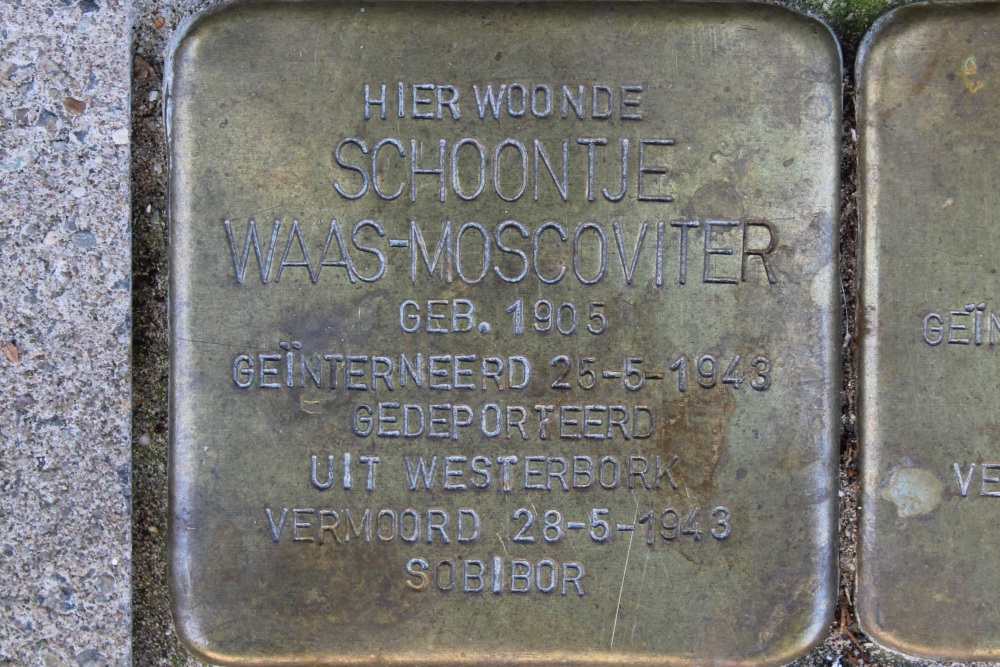 HIER WOONDE
SCHOONTJE
WAAS-MOSCOVITER
GEB. 1905
GEÏNTERNEERD 25-5-1943
GEDEPORTEERD
UIT WESTERBORK
VERMOORD 28-5-1943
SOBIBOR